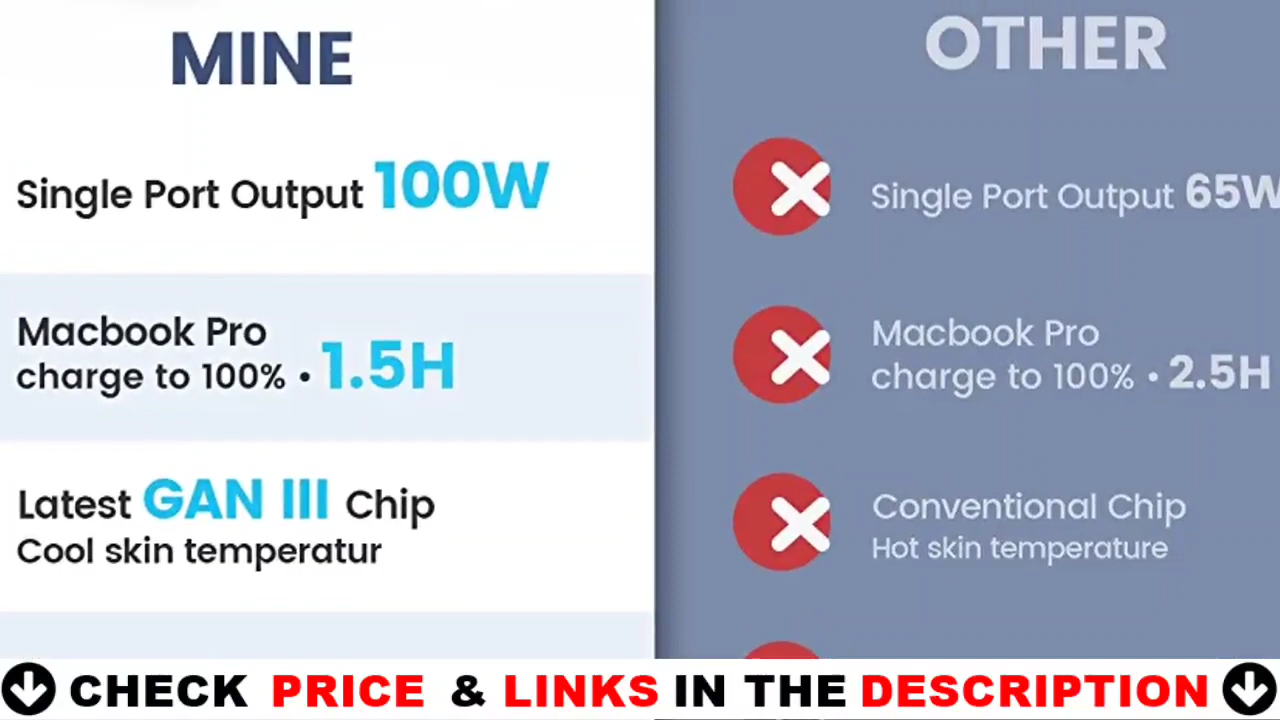 MINE
Single Port Output 100W
Macbook Pro
charge to 100% • 1.5H
Latest GAN III Chip
Cool skin temperatur
OTHER
Single Port Output 65W
Macbook Pro
charge to 100% • 2.5H
Conventional Chip
Hot skin temperature
CHECK PRICE & LINKS IN THE DESCRIPTION